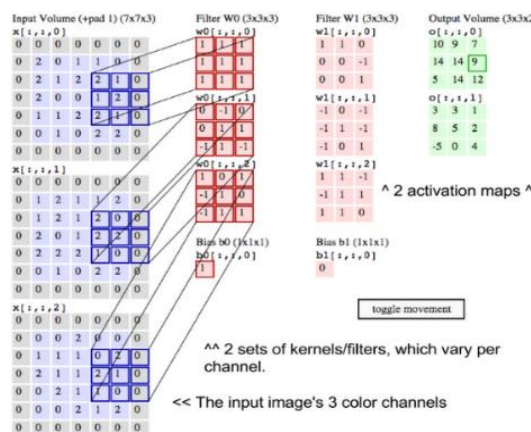 Input Volume (+pad 1) (7x7x3)
x[:,:,0]
0 0 0 0 0 0 0
0 2 0 1 1 0 0
0 2 1 2 2 1 0
0 2 0 0 1 2 0
0 1 1 2 2 1 0
0 0 1 0 2 0 0
0 0 0 0 0 0 0
x[:,:,1]
0 0 0 0 0 0 0
0 1 2 1 1 2 0
0 1 2 1 2 0 0
0 2 0 1 2 2 0
0 2 2 2 1 0 0
0 0 1 0 2 2 0
0 0 0 0 0 0 0
x[:,:,2]
0 0 0 0 0 0 0
0 0 0 2 0 0 0
0 1 1 1 0 2 0
0 1 1 2 2 1 0
0 0 2 1 1 0 0
0 0 0 2 1 2 0
0 0 0 0 0 0 0
Filter W0 (3x3x3)
w0[:,:,0]
1 1 1
1 1 1
1 1 1
w0[:,:,1]
0 -1 0
0 1 1
-1 1 -1
w0[:,:,2]
1 0 1
-1 1 0
-1 1 1
Bias b0 (1x1x1)
b0[:,:,0]
1
Filter W1 (3x3x3)
w1[:,:,0]
1 1 0
0 0 -1
0 0 0
w1[:,:,1]
-1 0 -1
1 -1 -1
-1 0 1
w1[:,:,2]
-1 1 -1
1 1 1
1 1 0
Bias b1 (1x1x1)
b1[:,:,0]
0
Output Volume (3x3x2
o[:,:,0]
10 9 7
14 14 9
5 14 12
o[:,:,1]
3 3 1
8 5 2
-5 0 4
^ 2 activation maps ^
toggle movement
^^ 2 sets of kernels/filters, which vary per
channel.
<< The input image's 3 color channels